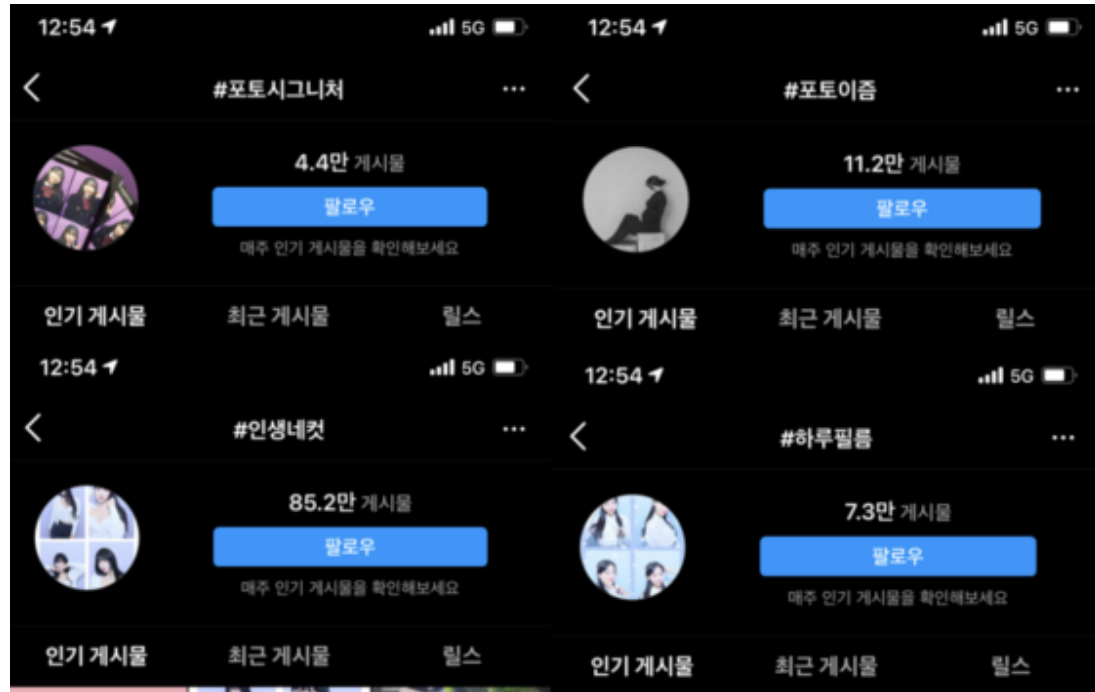 12:54 5G
#포토시그니처
4.4만 게시물
팔로우
매주 인기 게시물을 확인해보세요
인기 게시물 최근 게시물 릴스
12:54 5G
#포토이즘
11.2만 게시물
팔로우
매주 인기 게시물을 확인해보세요
인기 게시물 최근 게시물 릴스
12:54 5G
#인생네컷
85.2만 게시물
팔로우
매주 인기 게시물을 확인해보세요
인기 게시물 최근 게시물 릴스
12:54 5G
#하루필름
7.3만 게시물
팔로우
매주 인기 게시물을 확인해보세요
인기 게시물 최근 게시물 릴스